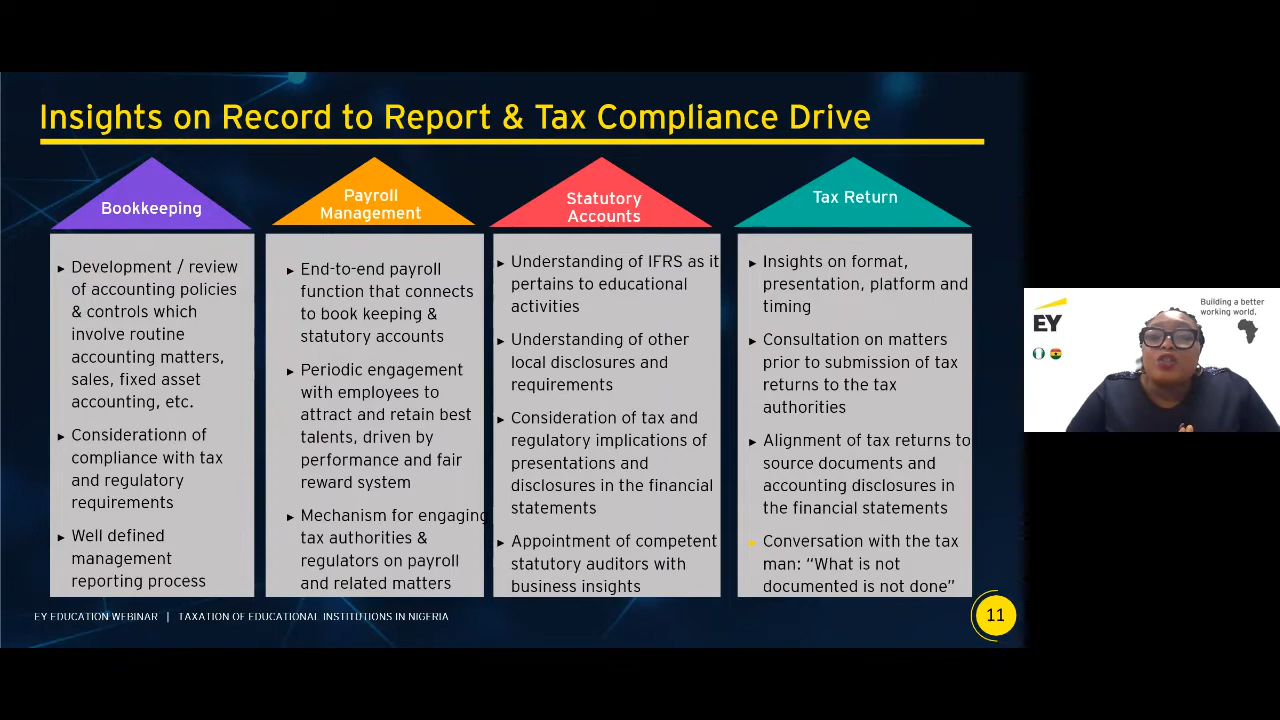 Insights on Record to Report & Tax Compliance Drive
Bookkeeping
Development / review
of accounting policies
& controls which
involve routine
accounting matters,
sales, fixed asset
accounting, etc.
Considerationn of
compliance with tax
and regulatory
requirements
Well defined
management
reporting process
Payroll
Management
End-to-end payroll
function that connects
to book keeping &
statutory accounts
Periodic engagement
with employees to
attract and retain best
talents, driven by
performance and fair
reward system
Mechanism for engaging
tax authorities &
regulators on payroll
and related matters
Statutory
Accounts
Understanding of IFRS as it
pertains to educational
activities
Understanding of other
local disclosures and
requirements
Consideration of tax and
regulatory implications of
presentations and
disclosures in the financial
statements
Appointment of competent
statutory auditors with
business insights
Tax Return
Insights on format,
presentation, platform and
timing
Consultation on matters
prior to submission of tax
returns to the tax
authorities
Alignment of tax returns to
source documents and
accounting disclosures in
the financial statements
Conversation with the tax
man: “What is not
documented is not done”
EY EDUCATION WEBINAR | TAXATION OF EDUCATIONAL INSTITUTIONS IN NIGERIA
11
EY
Building a better
working world.